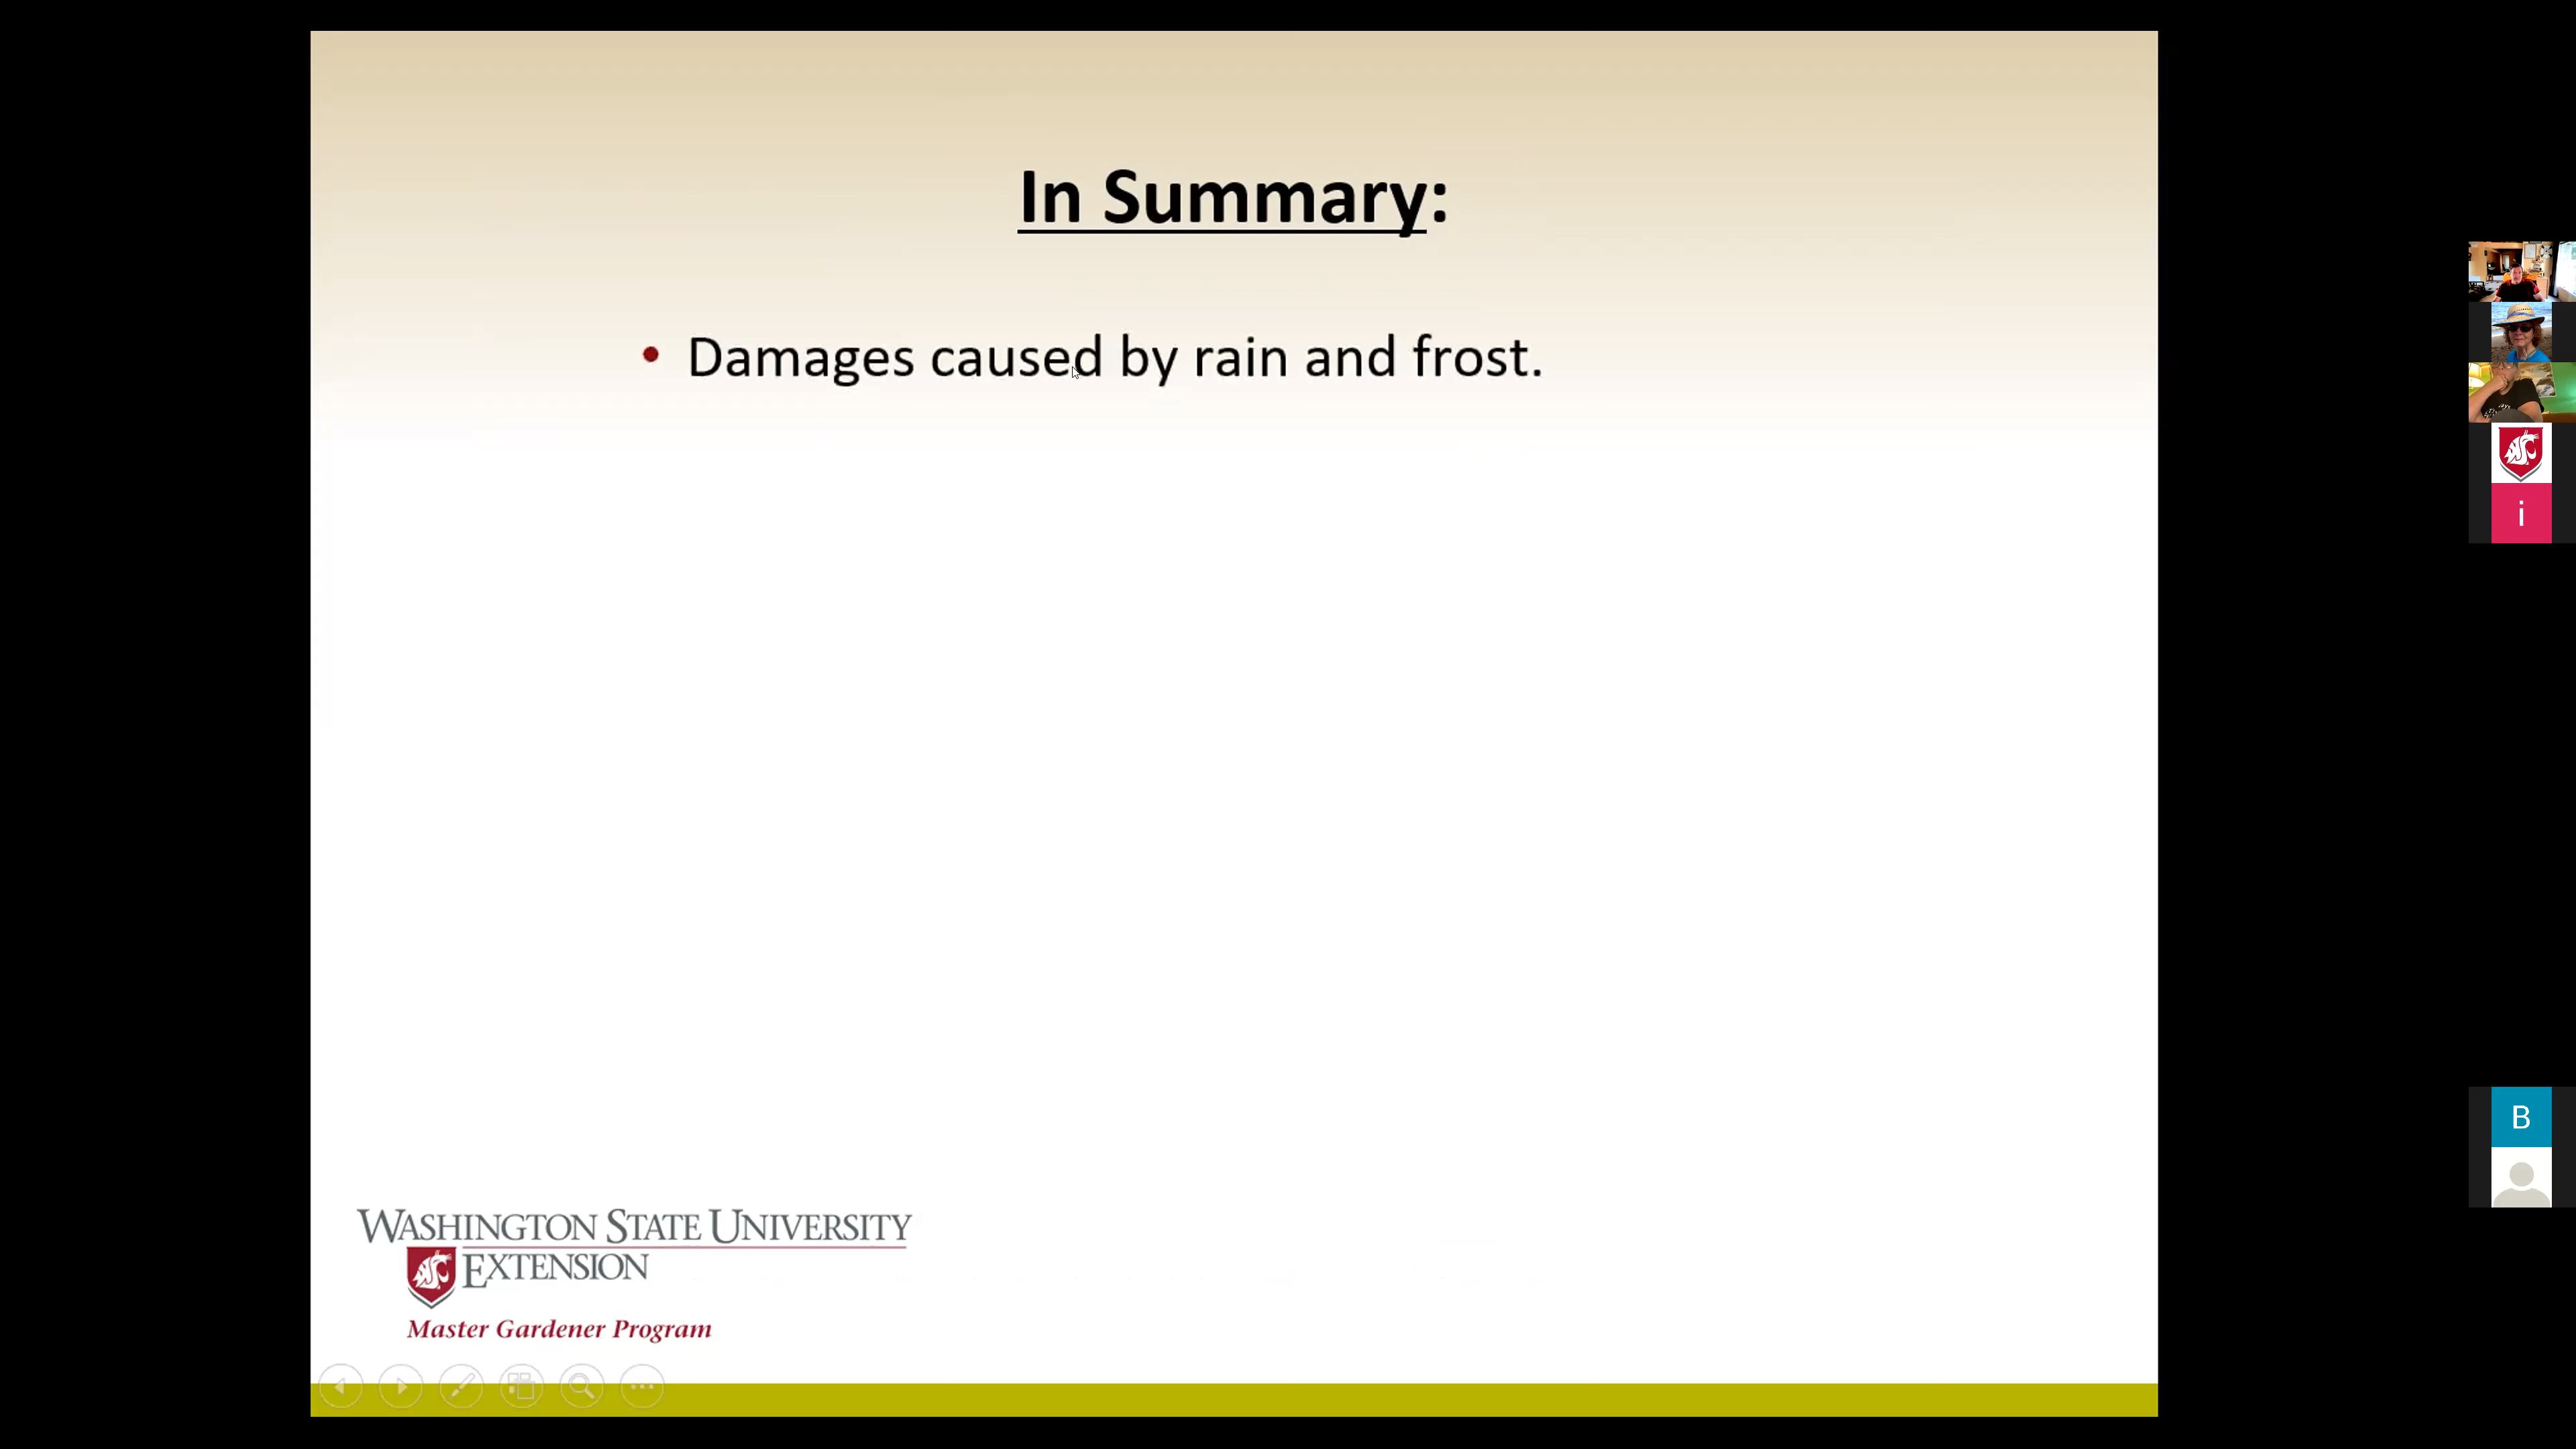 In Summary:
• Damages caused by rain and frost.
i
B
WASHINGTON STATE UNIVERSITY
EXTENSION
Master Gardener Program